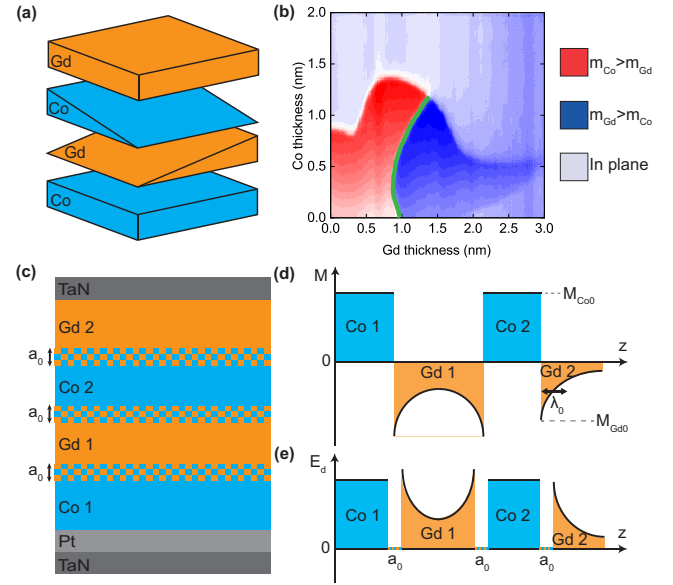 (a)
Gd
Co
Gd
Co
(b)
Co thickness (nm)
2.0
1.5
1.0
0.5
0.0
0.0 0.5 1.0 1.5 2.0 2.5 3.0
Gd thickness (nm)
m_Co>m_Gd
m_Gd>m_Co
In plane
(c)
TaN
Gd 2
a_0
Co 2
a_0
Gd 1
a_0
Co 1
Pt
TaN
(d)
M
M_Co0
Co 1
Co 2
0
z
Gd 1
Gd 2
λ_0
M_Gd0
(e)
E_d
Co 1
Gd 1
Co 2
Gd 2
z
0
a_0
a_0
a_0